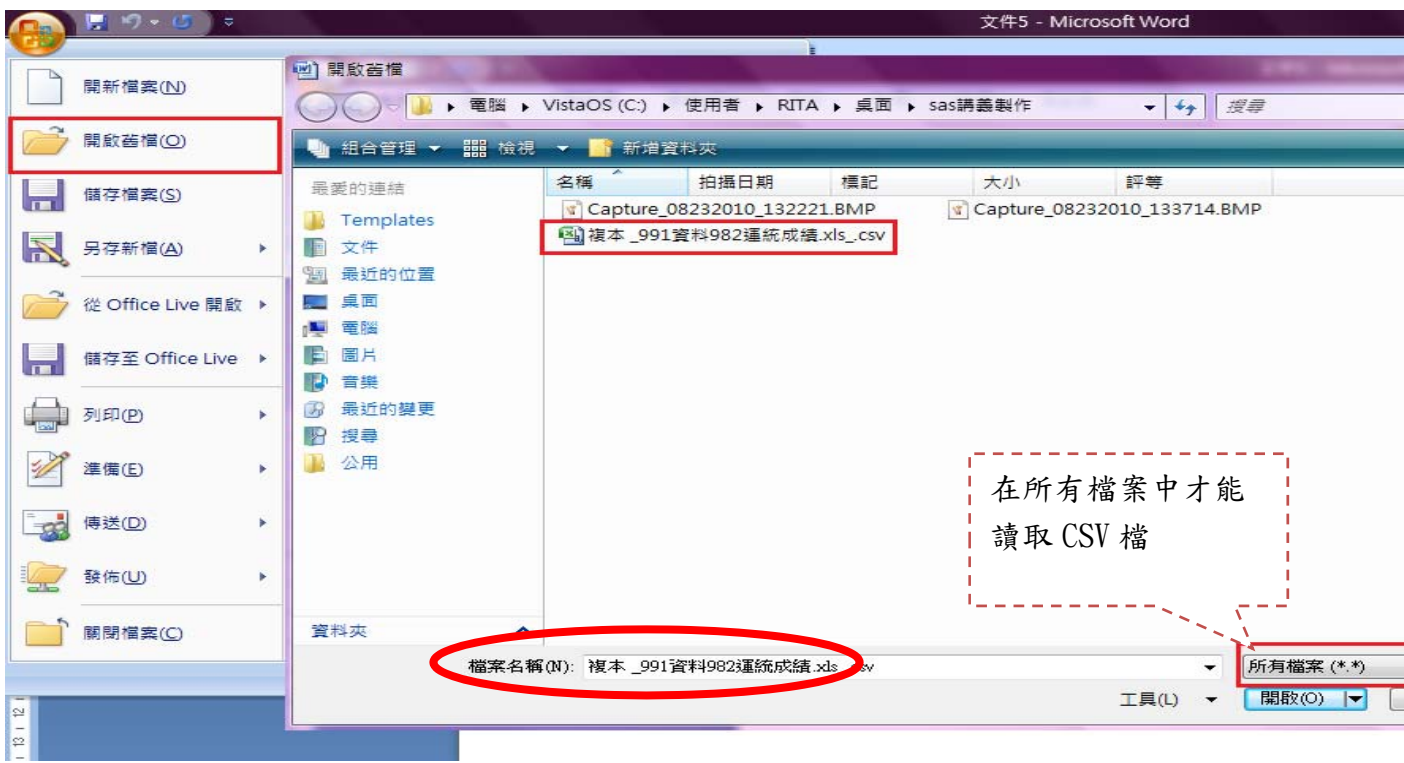 文件5 - Microsoft Word
開新檔案(N)
開啟舊檔(O)
儲存檔案(S)
另存新檔(A)
從 Office Live 開啟
儲存至 Office Live
列印(P)
準備(E)
傳送(D)
發佈(U)
關閉檔案(C)
開啟舊檔
電腦 VistaOS (C:) 使用者 RITA 桌面 sas講義製作
搜尋
組合管理 檢視 新增資料夾
最愛的連結
Templates
文件
最近的位置
桌面
電腦
圖片
音樂
最近的變更
搜尋
公用
資料夾
名稱 拍攝日期 標記 大小 評等
Capture_08232010_132221.BMP Capture_08232010_133714.BMP
複本 _991資料982運統成績.xls_.csv
在所有檔案中才能
讀取 CSV 檔
檔案名稱(N): 複本 _991資料982運統成績.xls_.csv
所有檔案 (*.*)
工具(L) 開啟(O)
12
13